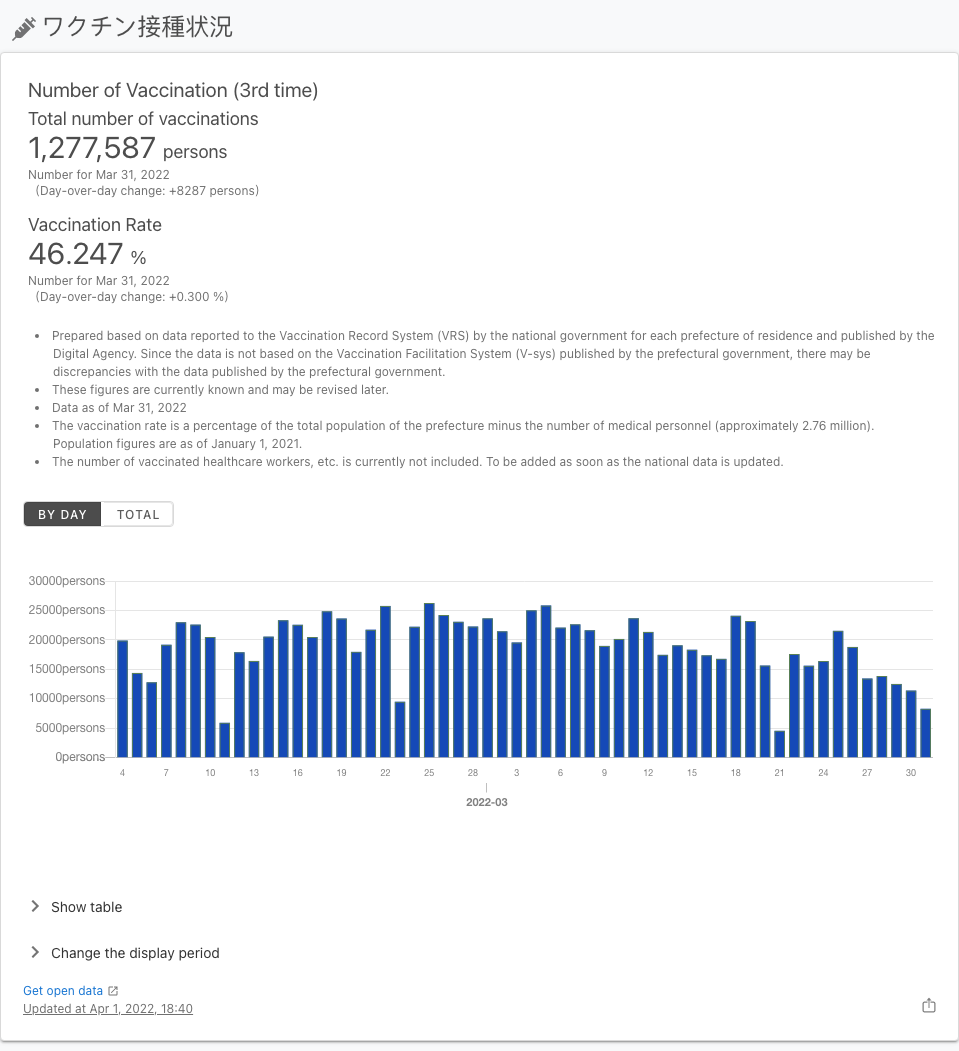 ワクチン接種状況
Number of Vaccination (3rd time)
Total number of vaccinations
1,277,587 persons
Number for Mar 31, 2022
(Day-over-day change: +8287 persons)
Vaccination Rate
46.247 %
Number for Mar 31, 2022
(Day-over-day change: +0.300 %)
• Prepared based on data reported to the Vaccination Record System (VRS) by the national government for each prefecture of residence and published by the
Digital Agency. Since the data is not based on the Vaccination Facilitation System (V-sys) published by the prefectural government, there may be
discrepancies with the data published by the prefectural government.
• These figures are currently known and may be revised later.
• Data as of Mar 31, 2022
• The vaccination rate is a percentage of the total population of the prefecture minus the number of medical personnel (approximately 2.76 million).
Population figures are as of January 1, 2021.
• The number of vaccinated healthcare workers, etc. is currently not included. To be added as soon as the national data is updated.
BY DAY TOTAL
30000persons
25000persons
20000persons
15000persons
10000persons
5000persons
0persons
4 7 10 13 16 19 22 25 28 3 6 9 12 15 18 21 24 27 30
2022-03
Show table
Change the display period
Get open data
Updated at Apr 1, 2022, 18:40